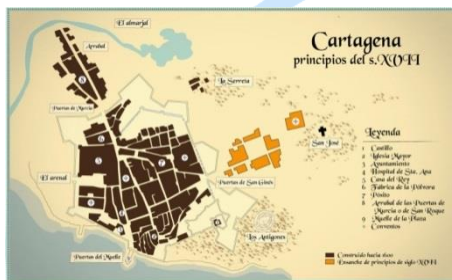 Cartagena
principios del s.XVII
El almarjal
Arrabal
La Serreta
Puertas de Murcia
San José
El arenal
Puertas de San Ginés
Los Antigones
Puertas del Muelle
Leyenda
1 Castillo
2 Iglesia Mayor
3 Ayuntamiento
4 Hospital de Sta. Ana
5 Casa del Rey
6 Fábrica de la Pólvora
7 Pósito
8 Arrabal de las Puertas de
Murcia o de San Roque
9 Muelle de la Plaza
Conventos
Construido hacia 1600
Ensanche de principios de siglo XVII